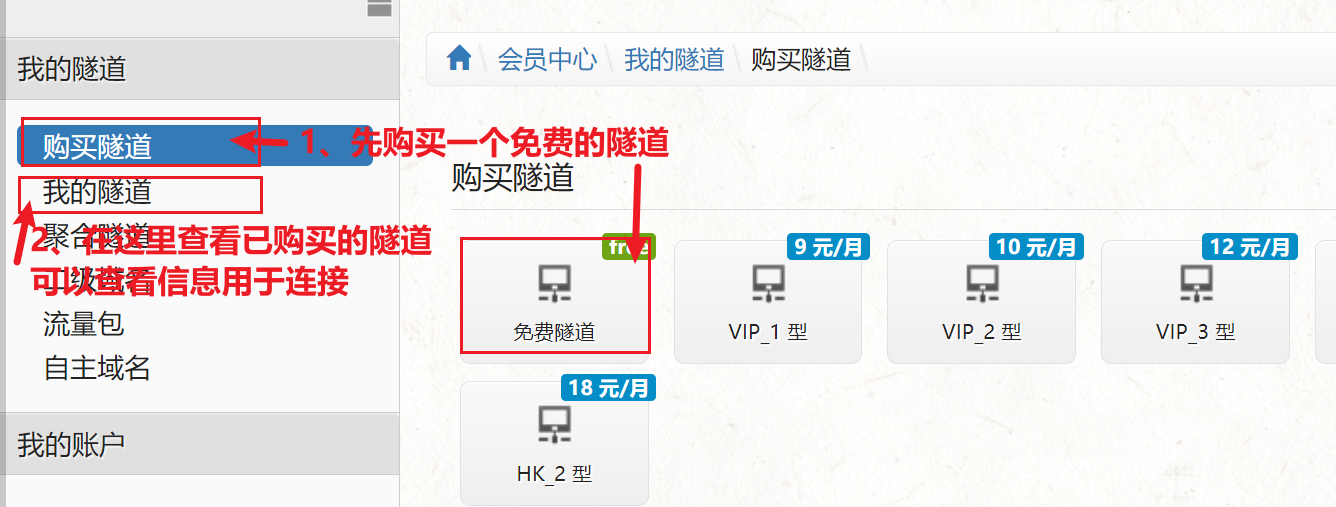 我的隧道
会员中心 我的隧道 购买隧道
购买隧道
1、先购买一个免费的隧道
我的隧道
购买隧道
聚合隧道
2、在这里查看已购买的隧道
可以查看信息用于连接
二级域名
流量包
自主域名
我的账户
free
免费隧道
9 元/月
VIP_1 型
10 元/月
VIP_2 型
12 元/月
VIP_3 型
18 元/月
HK_2 型